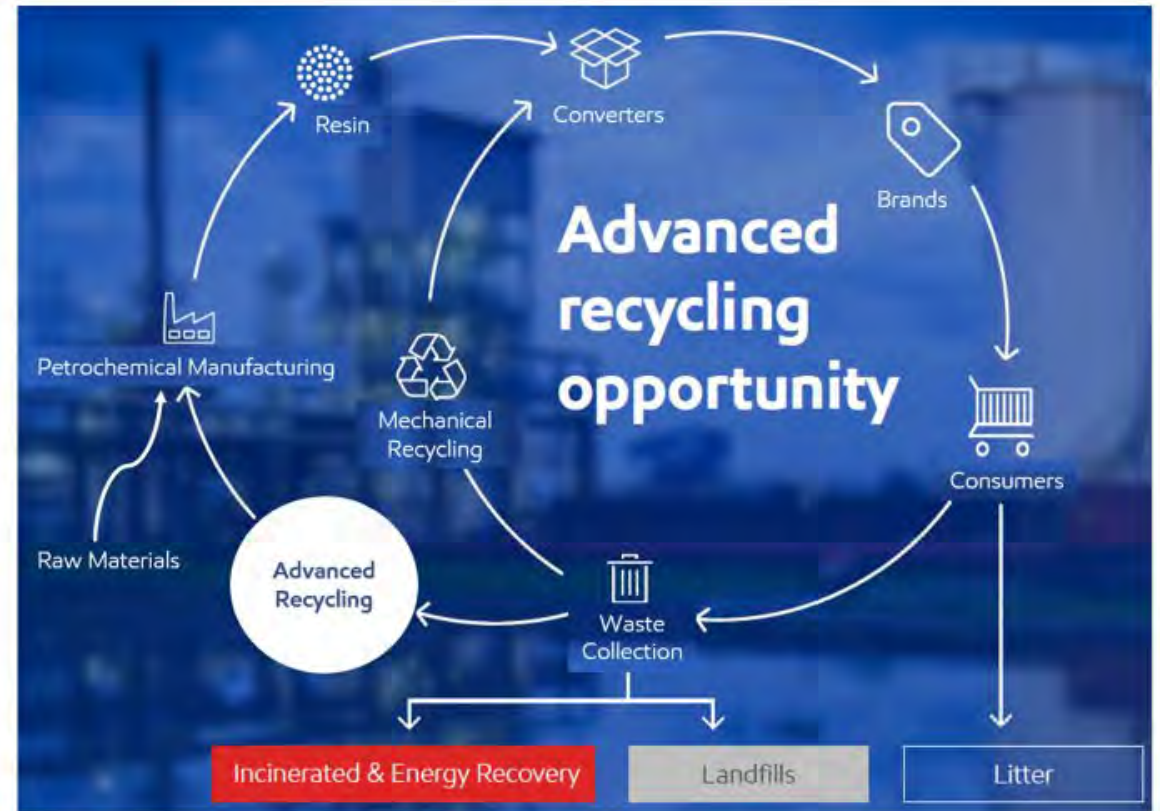 Resin
Converters
Brands
Advanced
recycling
opportunity
Petrochemical Manufacturing
Mechanical
Recycling
Consumers
Raw Materials
Advanced
Recycling
Waste
Collection
Incinerated & Energy Recovery
Landfills
Litter